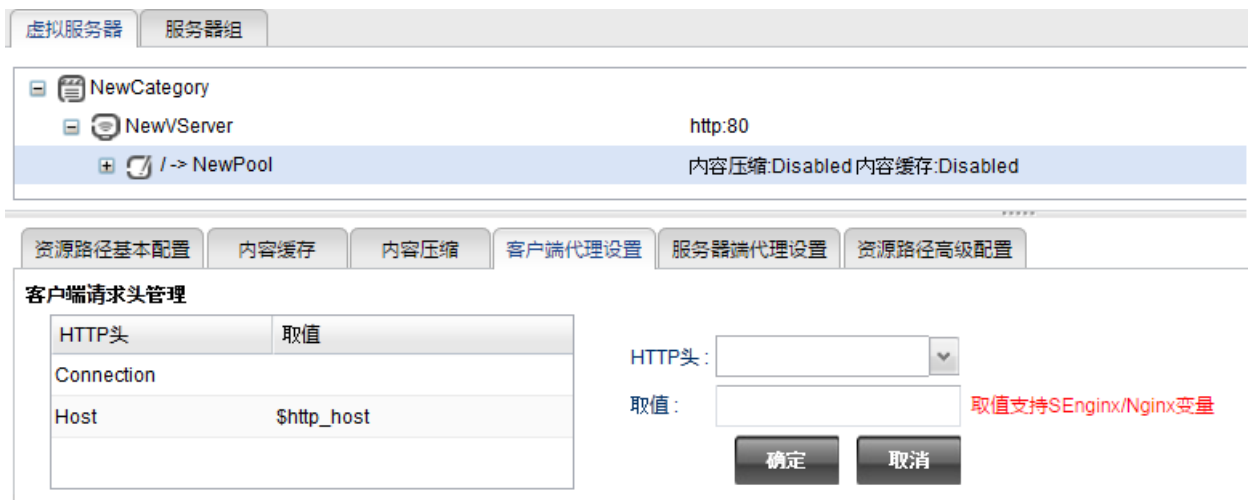 虚拟服务器 服务器组
NewCategory
NewVServer http:80
/ -> NewPool 内容压缩:Disabled 内容缓存:Disabled
资源路径基本配置 内容缓存 内容压缩 客户端代理设置 服务器端代理设置 资源路径高级配置
客户端请求头管理
HTTP头 取值
HTTP头 :
Connection
取值 : 取值支持SEnginx/Nginx变量
Host $http_host
确定 取消